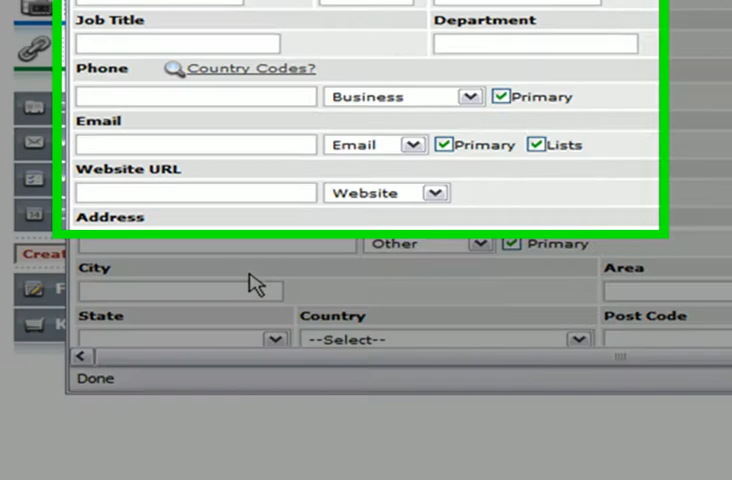 Job Title Department
Phone Country Codes?
Business Primary
Email
Email Primary Lists
Website URL
Website
Address
Other Primary
City Area
State Country Post Code
--Select--
Done
Creat
F
K